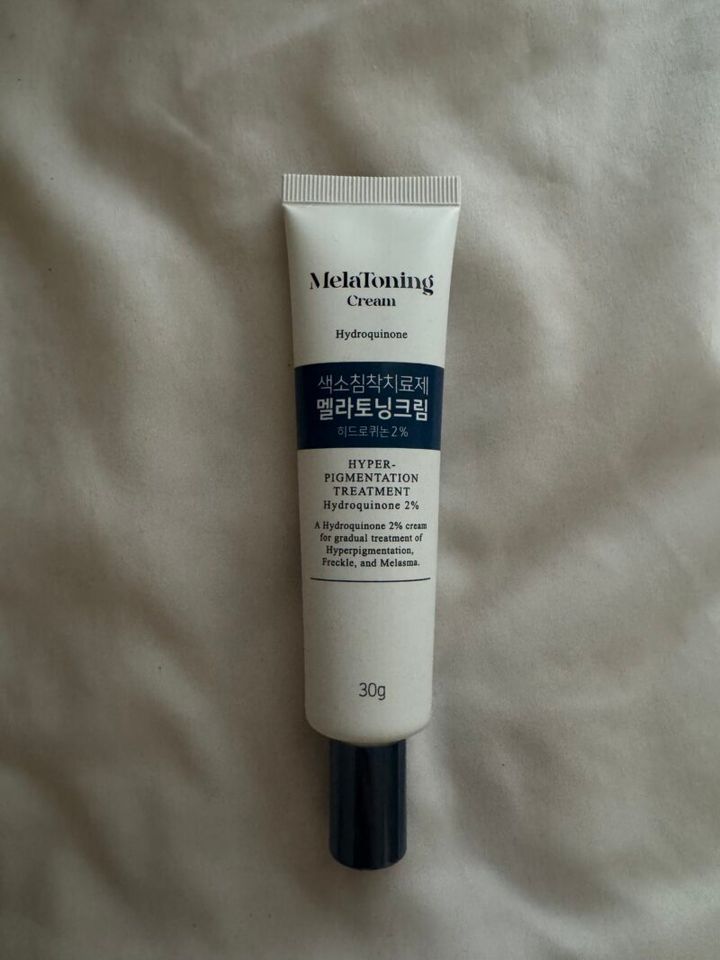 MelaToning
Cream
Hydroquinone
색소침착치료제
멜라토닝크림
히드로퀴논 2%
HYPER-
PIGMENTATION
TREATMENT
Hydroquinone 2%
A Hydroquinone 2% cream
for gradual treatment of
Hyperpigmentation,
Freckle, and Melasma.
30g